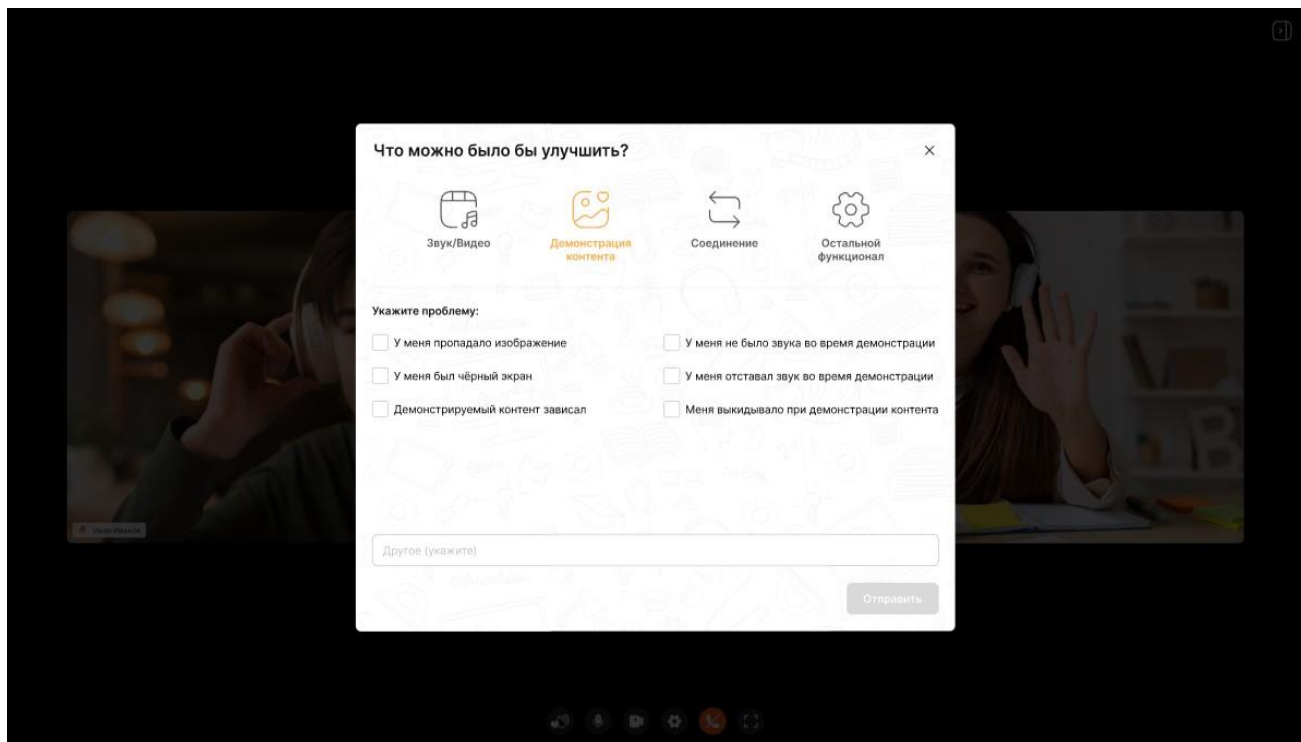 Что можно было бы улучшить?
Звук/Видео
Демонстрация
контента
Соединение
Остальной
функционал
Укажите проблему:
У меня пропадало изображение
У меня не было звука во время демонстрации
У меня был чёрный экран
У меня отставал звук во время демонстрации
Демонстрируемый контент зависал
Меня выкидывало при демонстрации контента
Иван Иванов
Другое (укажите)
Отправить